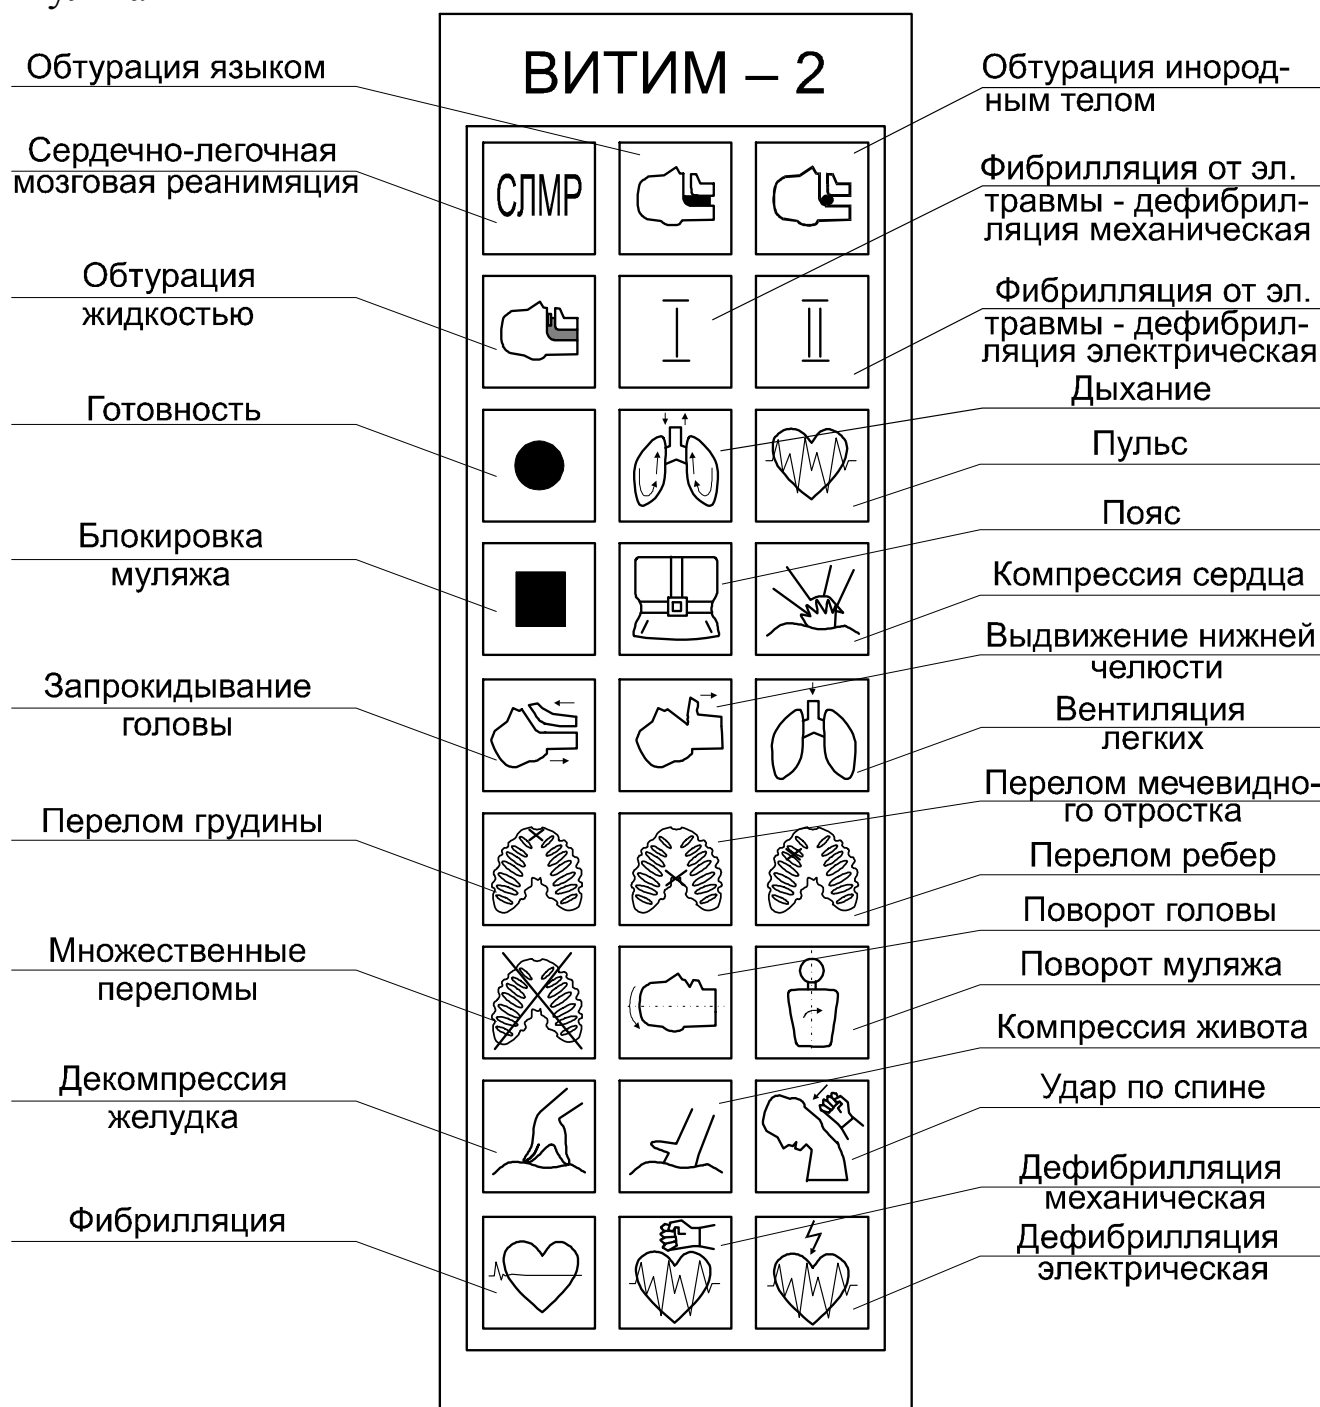 ВИТИМ – 2
Обтурация языком
Сердечно-легочная
мозговая реанимяция
Обтурация
жидкостью
Готовность
Блокировка
муляжа
Запрокидывание
головы
Перелом грудины
Множественные
переломы
Декомпрессия
желудка
Фибрилляция
СЛМР
I
II
Обтурация инород-
ным телом
Фибрилляция от эл.
травмы - дефибрил-
ляция механическая
Фибрилляция от эл.
травмы - дефибрил-
ляция электрическая
Дыхание
Пульс
Пояс
Компрессия сердца
Выдвижение нижней
челюсти
Вентиляция
легких
Перелом мечевидно-
го отростка
Перелом ребер
Поворот головы
Поворот муляжа
Компрессия живота
Удар по спине
Дефибрилляция
механическая
Дефибрилляция
электрическая